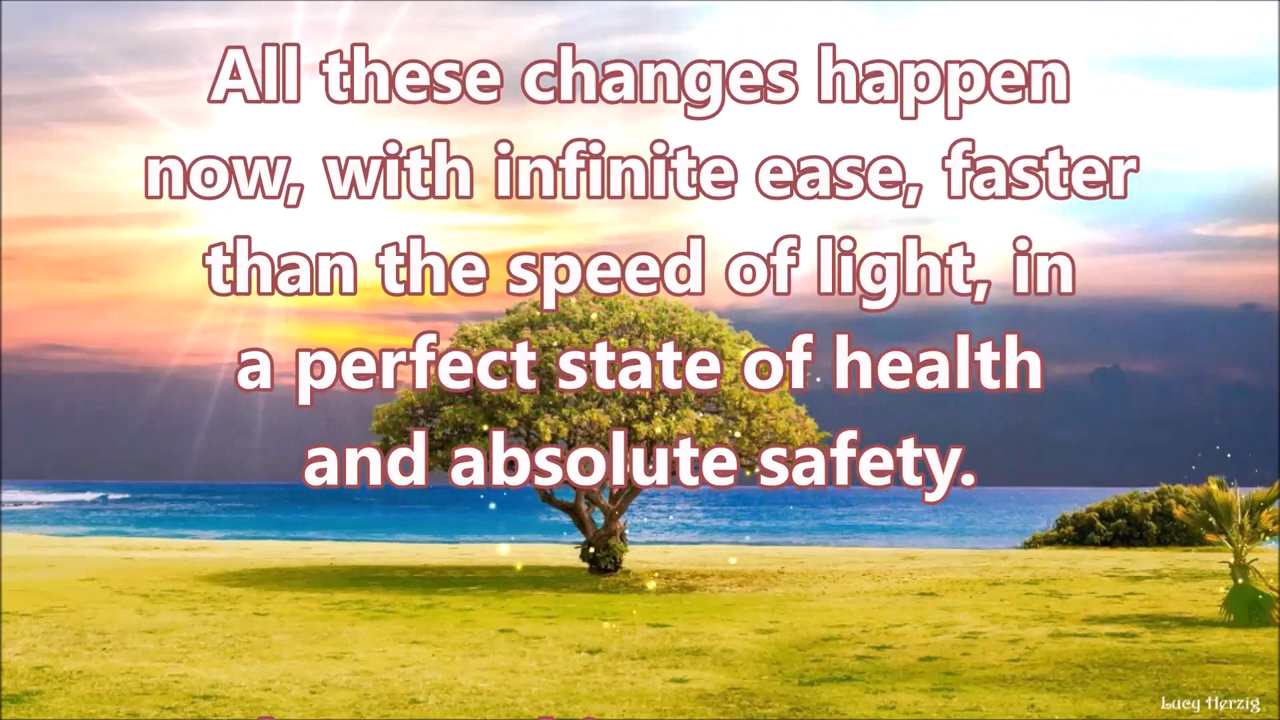 All these changes happen
now, with infinite ease, faster
than the speed of light, in
a perfect state of health
and absolute safety.
Lucy Herzig